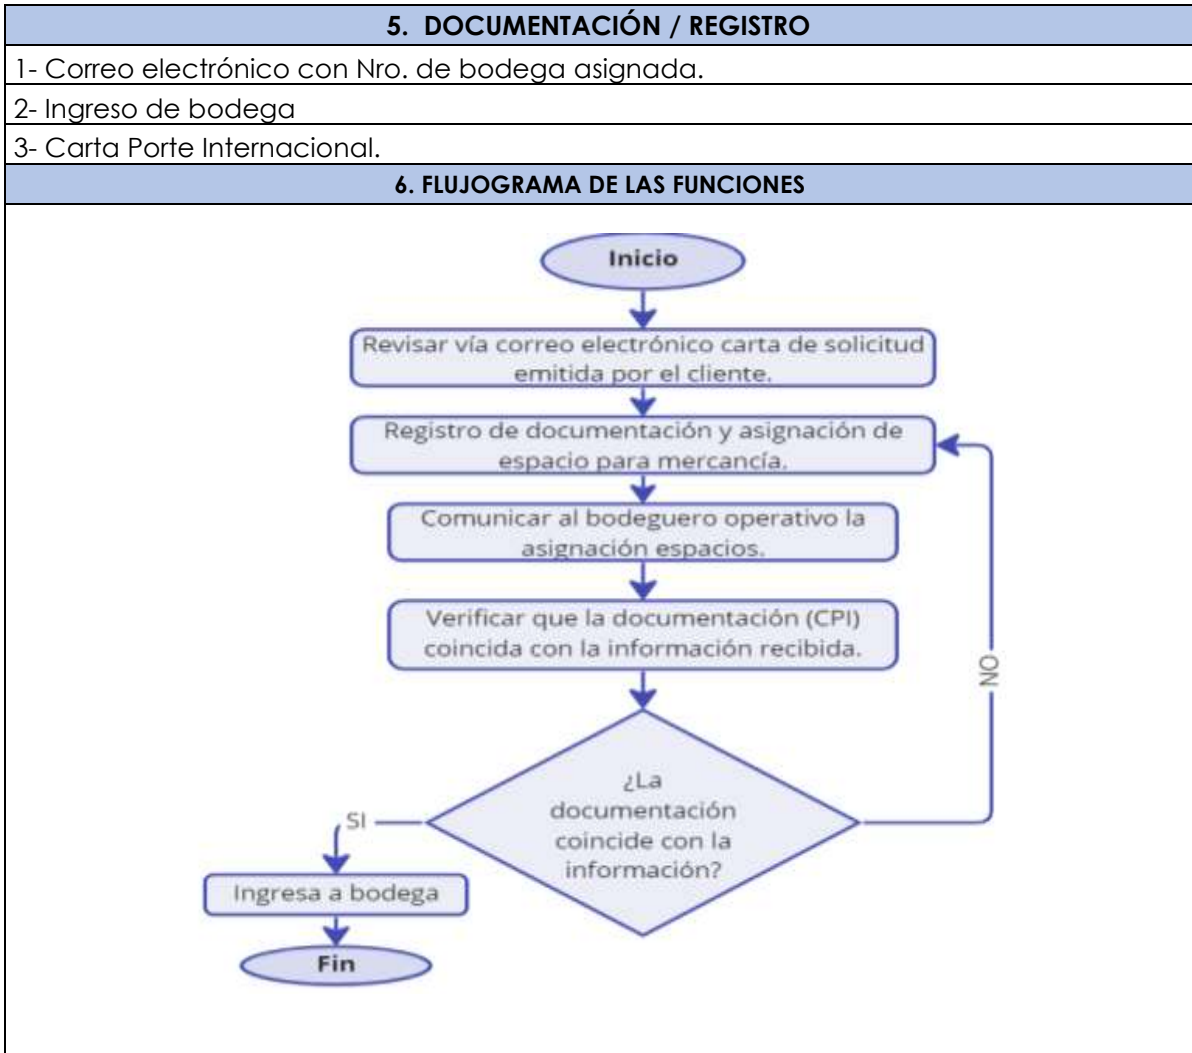 5. DOCUMENTACIÓN / REGISTRO
1- Correo electrónico con Nro. de bodega asignada.
2- Ingreso de bodega
3- Carta Porte Internacional.
6. FLUJOGRAMA DE LAS FUNCIONES
Inicio
Revisar vía correo electrónico carta de solicitud
emitida por el cliente.
Registro de documentación y asignación de
espacio para mercancía.
Comunicar al bodeguero operativo la
asignación espacios.
Verificar que la documentación (CPI)
coincida con la información recibida.
NO
¿La
documentación
coincide con la
información?
SI
Ingresa a bodega
Fin